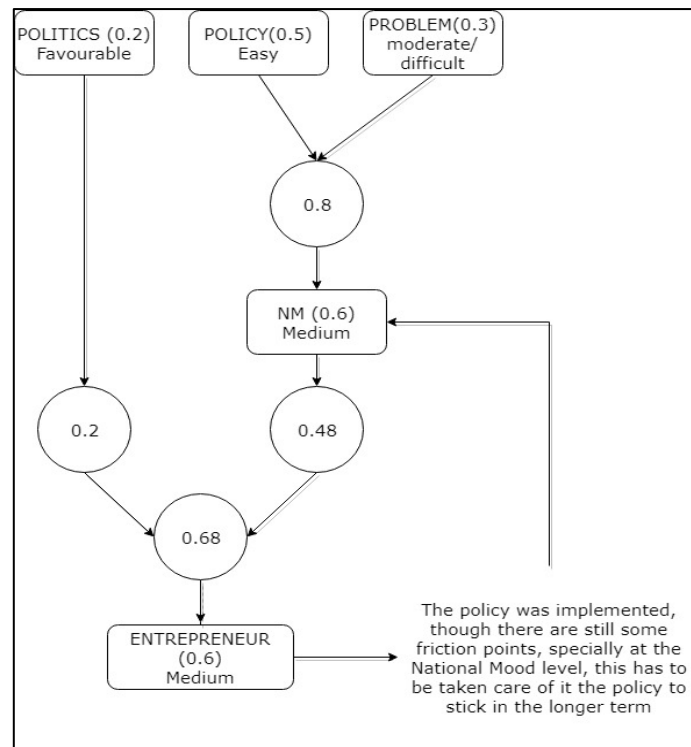 POLITICS (0.2)
Favourable
POLICY(0.5)
Easy
PROBLEM(0.3)
moderate/
difficult
0.8
NM (0.6)
Medium
0.2
0.48
0.68
ENTREPRENEUR
(0.6)
Medium
The policy was implemented,
though there are still some
friction points, specially at the
National Mood level, this has to
be taken care of it the policy to
stick in the longer term